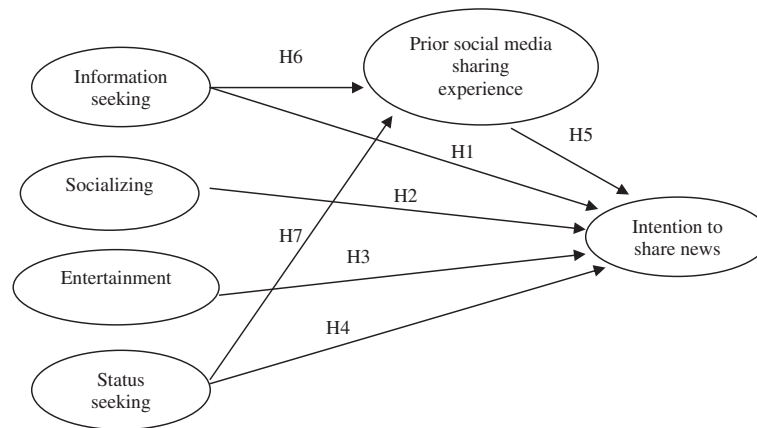 Prior social media
sharing
experience
H6
Information
seeking
H5
H1
Socializing
H2
Intention to
share news
H7
H3
Entertainment
H4
Status
seeking